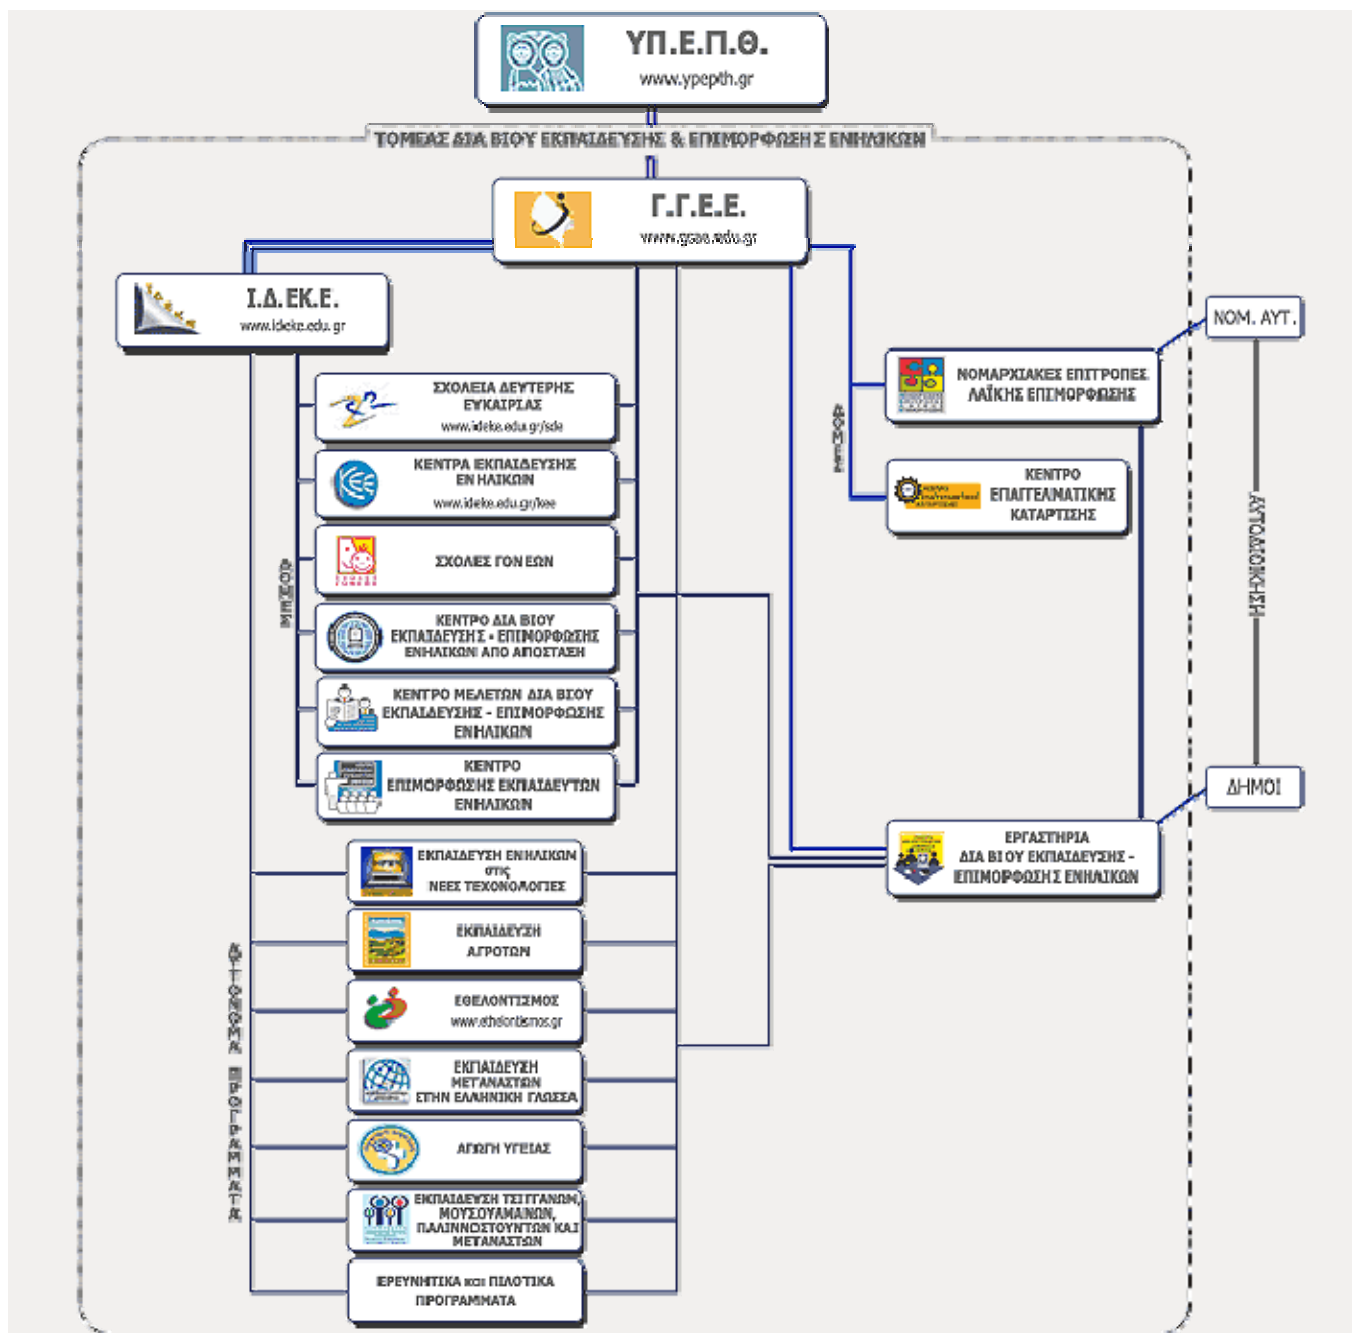 ΥΠ.Ε.Π.Θ.
www.ypepth.gr
ΤΟΜΕΑΣ ΔΙΑ ΒΙΟΥ ΕΚΠΑΙΔΕΥΣΗΣ & ΕΠΙΜΟΡΦΩΣΗΣ ΕΝΗΛΙΚΩΝ
Γ.Γ.Ε.Ε.
www.gsae.edu.gr
Ι.Δ.ΕΚ.Ε.
www.ideke.edu.gr
ΝΟΜ. ΑΥΤ.
ΝΟΜΑΡΧΙΑΚΕΣ ΕΠΙΤΡΟΠΕΣ
ΛΑΪΚΗΣ ΕΠΙΜΟΡΦΩΣΗΣ
ΦΟΡΕΙΣ
ΚΕΝΤΡΟ
ΕΠΑΓΓΕΛΜΑΤΙΚΗΣ
ΚΑΤΑΡΤΙΣΗΣ
ΑΥΤΟΔΙΟΙΚΗΣΗ
ΔΗΜΟΙ
ΕΡΓΑΣΤΗΡΙΑ
ΔΙΑ ΒΙΟΥ ΕΚΠΑΙΔΕΥΣΗΣ -
ΕΠΙΜΟΡΦΩΣΗΣ ΕΝΗΛΙΚΩΝ
ΦΟΡΕΙΣ
ΣΧΟΛΕΙΑ ΔΕΥΤΕΡΗΣ
ΕΥΚΑΙΡΙΑΣ
www.ideke.edu.gr/sde
ΚΕΝΤΡΑ ΕΚΠΑΙΔΕΥΣΗΣ
ΕΝΗΛΙΚΩΝ
www.ideke.edu.gr/kee
ΚΕΕ
ΣΧΟΛΕΣ ΓΟΝΕΩΝ
ΚΕΝΤΡΟ ΔΙΑ ΒΙΟΥ
ΕΚΠΑΙΔΕΥΣΗΣ - ΕΠΙΜΟΡΦΩΣΗΣ
ΕΝΗΛΙΚΩΝ ΑΠΟ ΑΠΟΣΤΑΣΗ
ΚΕΝΤΡΟ ΜΕΛΕΤΩΝ ΔΙΑ ΒΙΟΥ
ΕΚΠΑΙΔΕΥΣΗΣ - ΕΠΙΜΟΡΦΩΣΗΣ
ΕΝΗΛΙΚΩΝ
ΚΕΝΤΡΟ
ΕΠΙΜΟΡΦΩΣΗΣ ΕΚΠΑΙΔΕΥΤΩΝ
ΕΝΗΛΙΚΩΝ
ΑΥΤΟΝΟΜΑ ΠΡΟΓΡΑΜΜΑΤΑ
ΕΚΠΑΙΔΕΥΣΗ ΕΝΗΛΙΚΩΝ
στις
ΝΕΕΣ ΤΕΧΟΝΟΛΟΓΙΕΣ
ΕΚΠΑΙΔΕΥΣΗ
ΑΓΡΟΤΩΝ
ΕΘΕΛΟΝΤΙΣΜΟΣ
www.ethelontismos.gr
ΕΚΠΑΙΔΕΥΣΗ
ΜΕΤΑΝΑΣΤΩΝ
ΣΤΗΝ ΕΛΛΗΝΙΚΗ ΓΛΩΣΣΑ
ΑΓΩΓΗ ΥΓΕΙΑΣ
ΕΚΠΑΙΔΕΥΣΗ ΤΣΙΓΓΑΝΩΝ,
ΜΟΥΣΟΥΛΜΑΝΩΝ,
ΠΑΛΙΝΝΟΣΤΟΥΝΤΩΝ ΚΑΙ
ΜΕΤΑΝΑΣΤΩΝ
ΕΡΕΥΝΗΤΙΚΑ και ΠΙΛΟΤΙΚΑ
ΠΡΟΓΡΑΜΜΑΤΑ